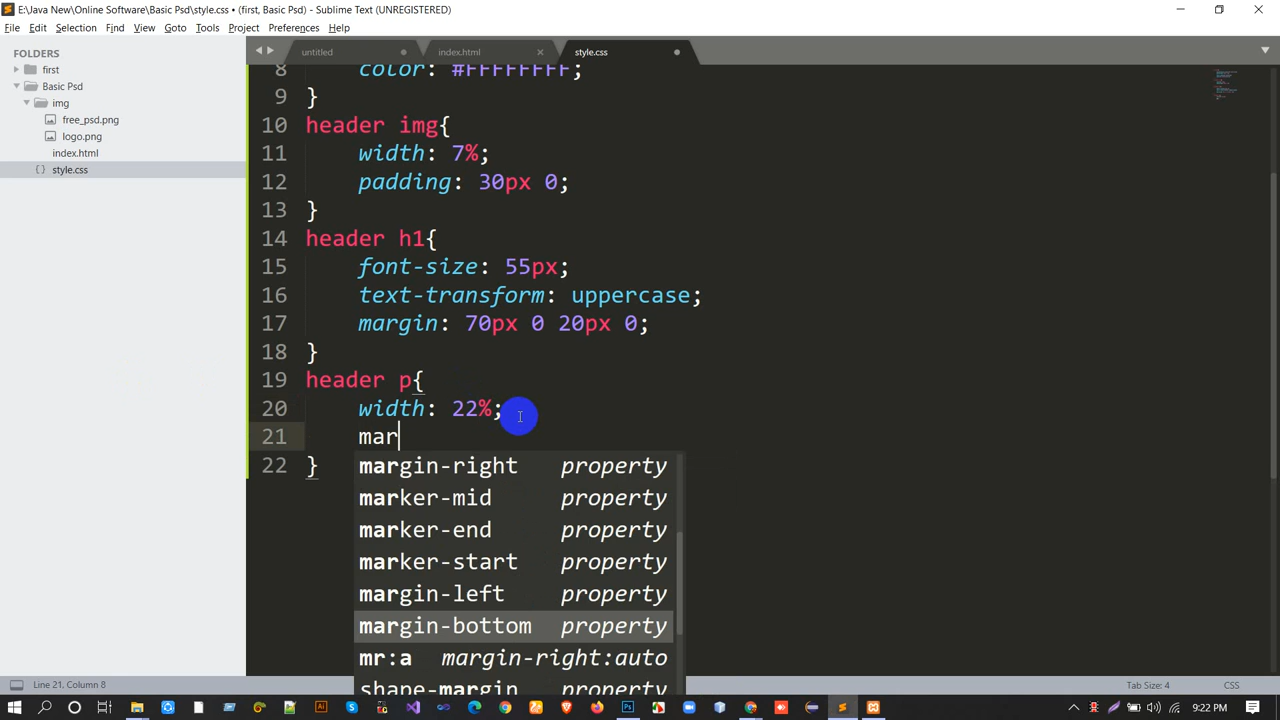 E:\Java New\Online Software\Basic Psd\style.css • (first, Basic Psd) - Sublime Text (UNREGISTERED)
File Edit Selection Find View Goto Tools Project Preferences Help
FOLDERS
first
Basic Psd
img
free_psd.png
logo.png
index.html
style.css
untitled
index.html
style.css
8 color: #FFFFFFFF;
9 }
10 header img{
11 width: 7%;
12 padding: 30px 0;
13 }
14 header h1{
15 font-size: 55px;
16 text-transform: uppercase;
17 margin: 70px 0 20px 0;
18 }
19 header p{
20 width: 22%;
21 mar
22 }
margin-right property
marker-mid property
marker-end property
marker-start property
margin-left property
margin-bottom property
mr:a margin-right:auto
shape-margin property
Line 21, Column 8
Tab Size: 4
CSS
9:22 PM